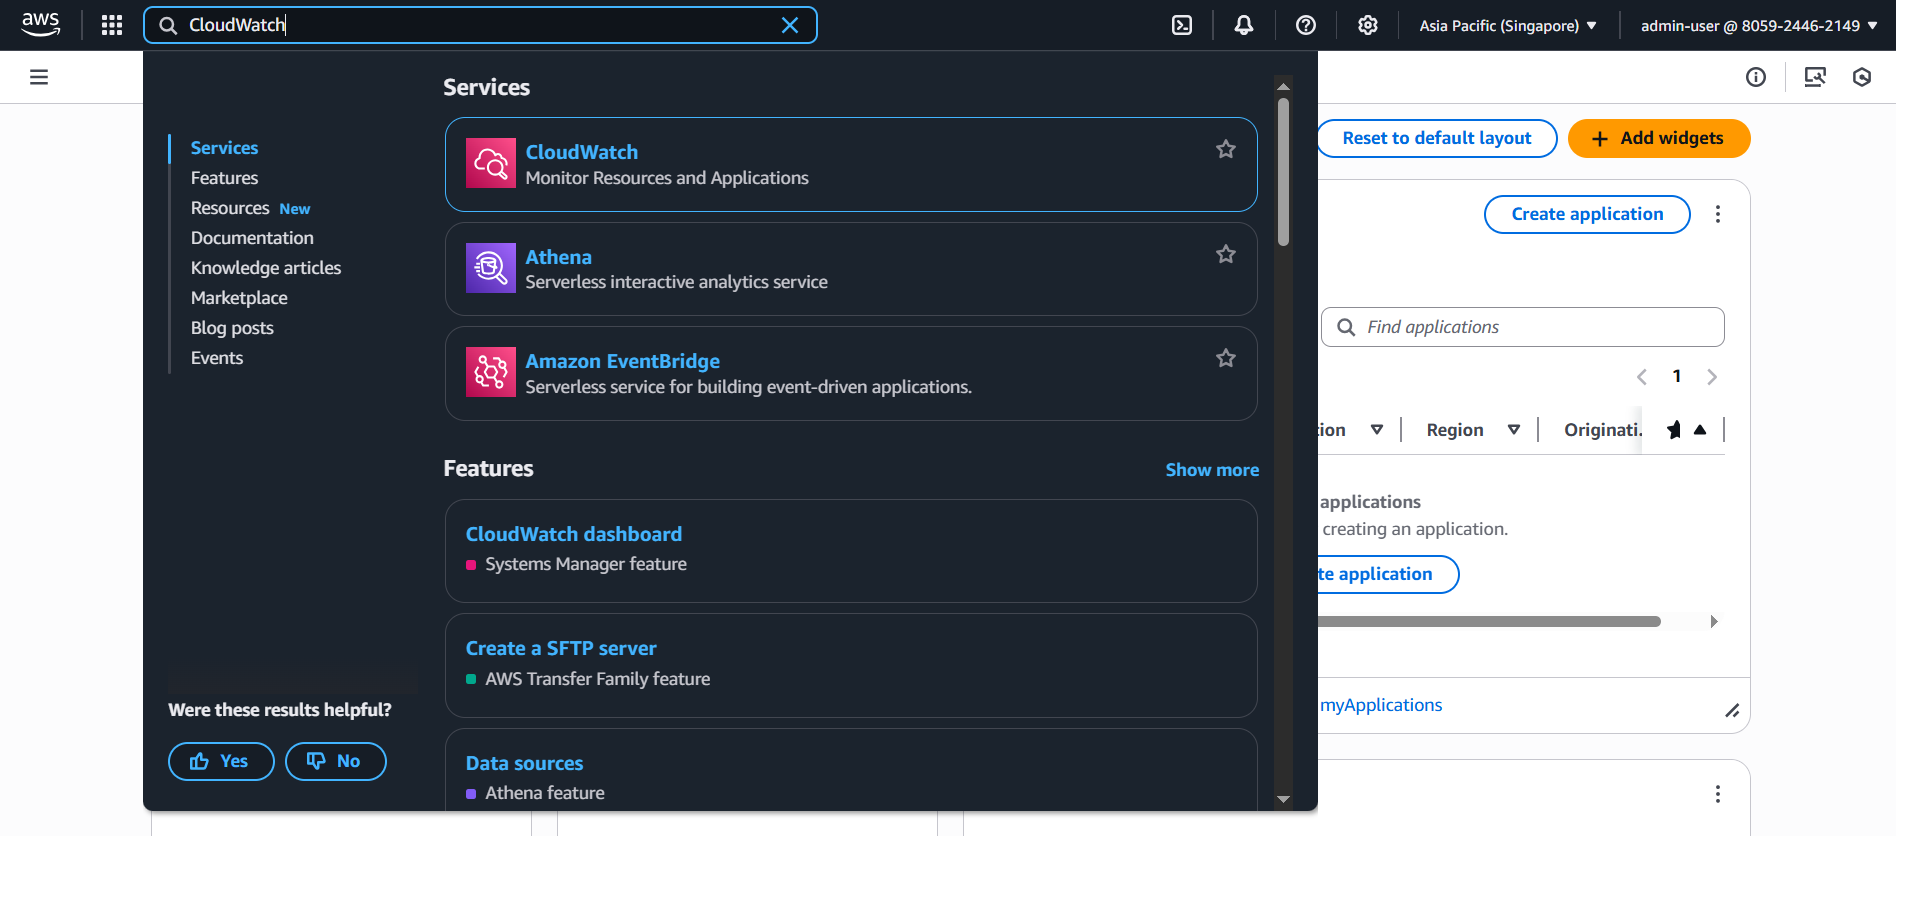 aws
CloudWatch
Asia Pacific (Singapore)
admin-user @ 8059-2446-2149
Services
Features
Resources New
Documentation
Knowledge articles
Marketplace
Blog posts
Events
Were these results helpful?
Yes
No
Services
CloudWatch
Monitor Resources and Applications
Athena
Serverless interactive analytics service
Amazon EventBridge
Serverless service for building event-driven applications.
Features
Show more
CloudWatch dashboard
Systems Manager feature
Create a SFTP server
AWS Transfer Family feature
Data sources
Athena feature
Reset to default layout
Add widgets
Create application
Find applications
1
tion
Region
Originati.
applications
creating an application.
te application
myApplications